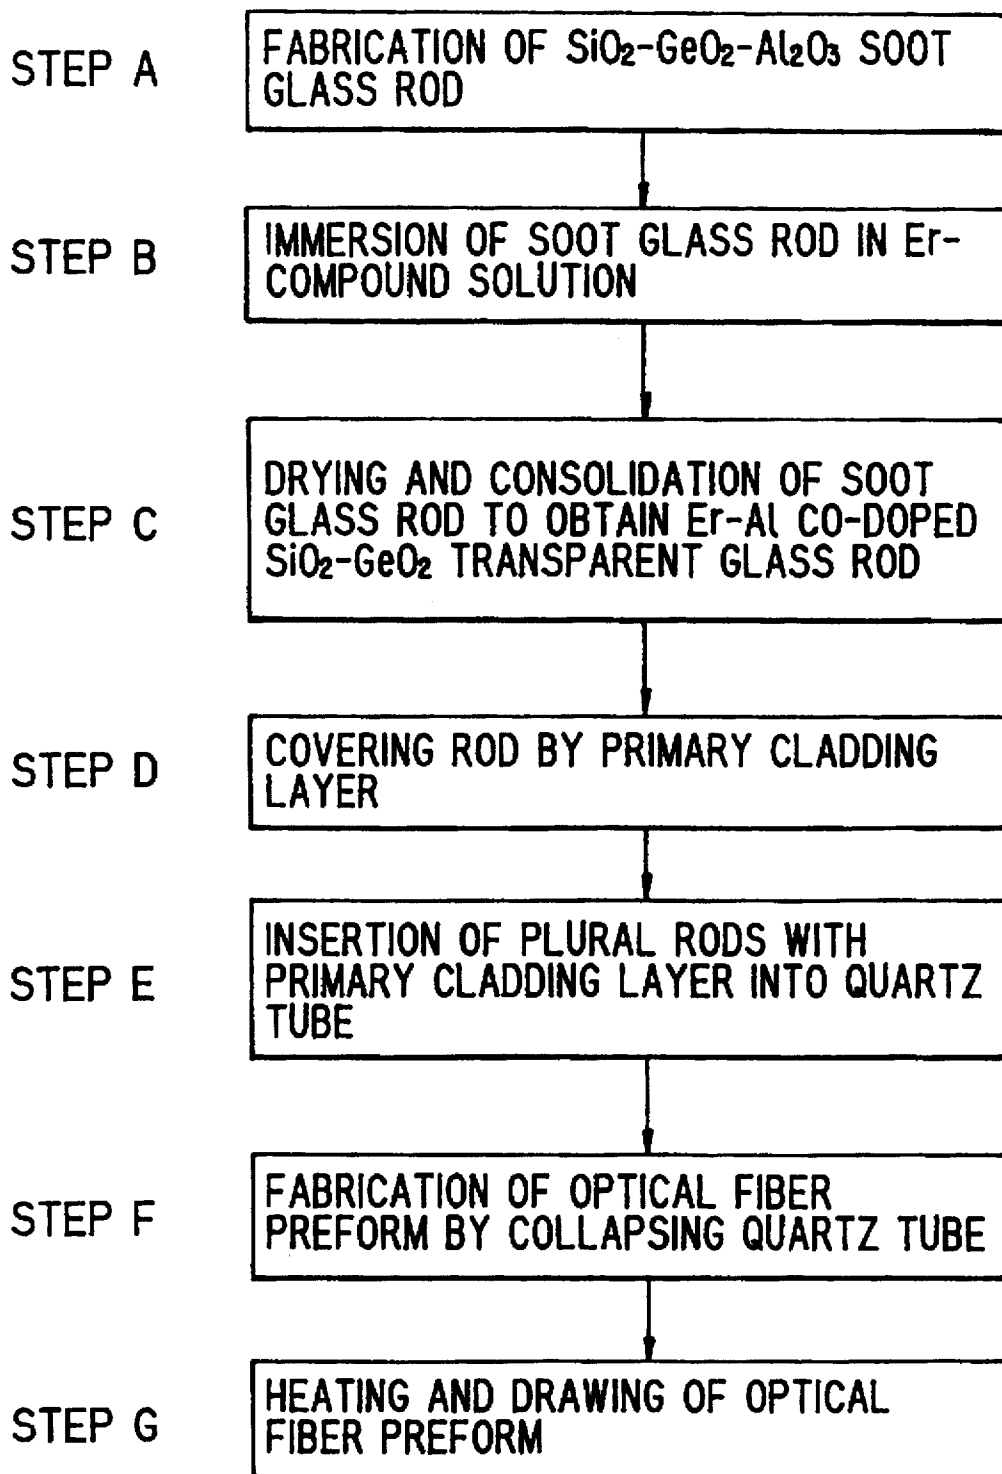 STEP A
FABRICATION OF SiO₂-GeO₂-Al₂O₃ SOOT
GLASS ROD
STEP B
IMMERSION OF SOOT GLASS ROD IN Er-
COMPOUND SOLUTION
STEP C
DRYING AND CONSOLIDATION OF SOOT
GLASS ROD TO OBTAIN Er-Al CO-DOPED
SiO₂-GeO₂ TRANSPARENT GLASS ROD
STEP D
COVERING ROD BY PRIMARY CLADDING
LAYER
STEP E
INSERTION OF PLURAL RODS WITH
PRIMARY CLADDING LAYER INTO QUARTZ
TUBE
STEP F
FABRICATION OF OPTICAL FIBER
PREFORM BY COLLAPSING QUARTZ TUBE
STEP G
HEATING AND DRAWING OF OPTICAL
FIBER PREFORM